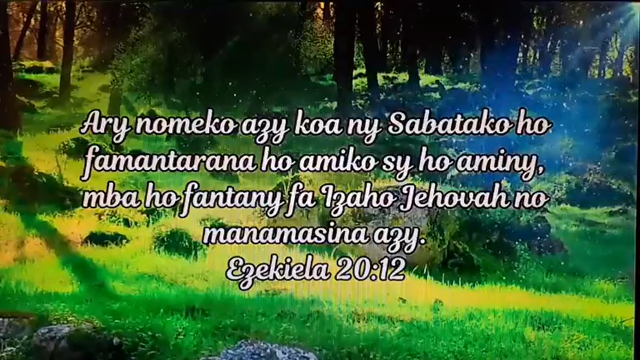 Ary nomeko azy koa ny Sabatako ho
famantarana ho amiko sy ho aminy,
mba ho fantany fa Izaho Jehovah no
manamasina azy.
Ezekiela 20:12